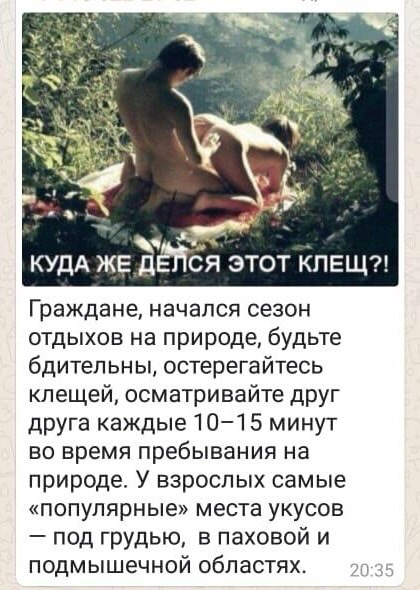 КУДА ЖЕ ДЕЛСЯ ЭТОТ КЛЕЩ?!
Граждане, начался сезон
отдыхов на природе, будьте
бдительны, остерегайтесь
клещей, осматривайте друг
друга каждые 10–15 минут
во время пребывания на
природе. У взрослых самые
«популярные» места укусов
— под грудью,  в паховой и
подмышечной областях.
20:35